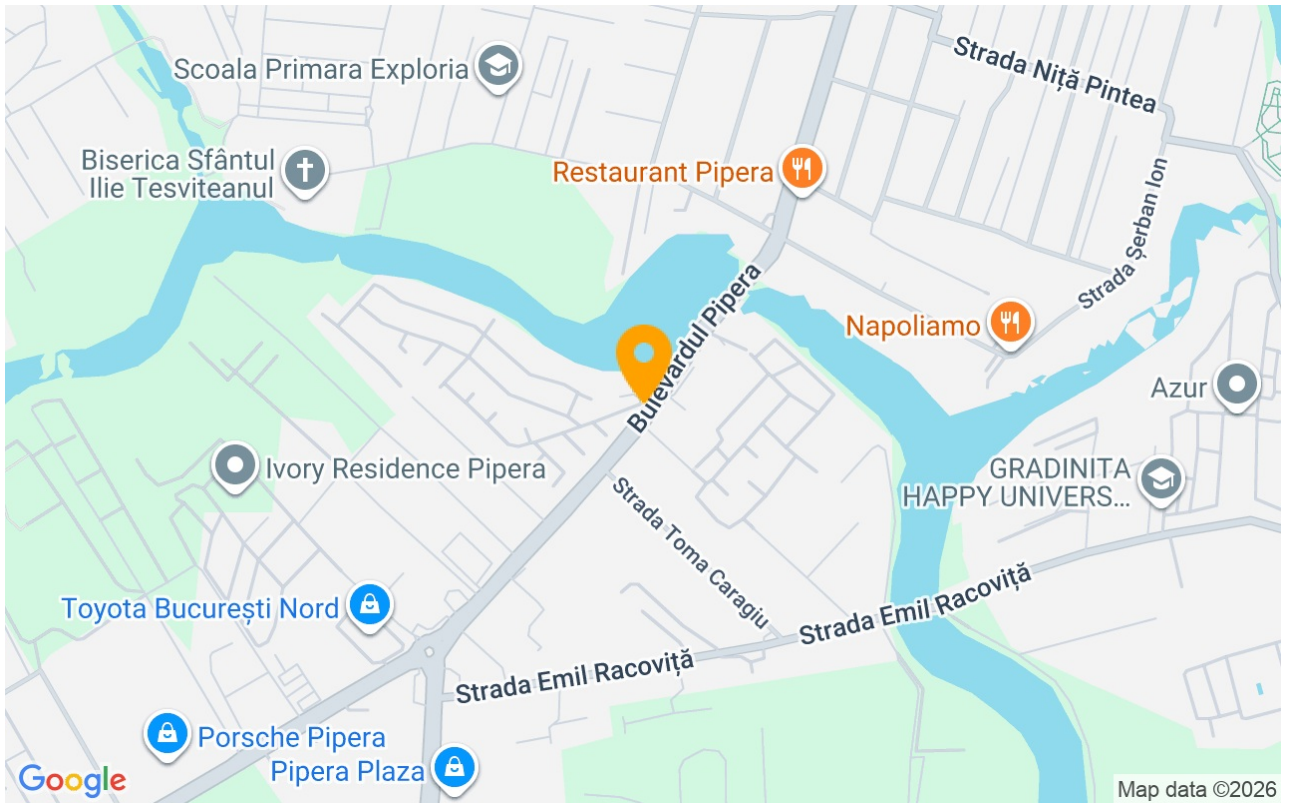 Strada Niță Pintea
Scoala Primara Exploria
Biserica Sfântul
Ilie Tesviteanul
Restaurant Pipera
Strada Șerban Ion
Bulevardul Pipera
Napoliamo
Azur
Ivory Residence Pipera
GRADINITA
HAPPY UNIVERS...
Strada Toma Caragiu
Toyota București Nord
Strada Emil Racoviță
Strada Emil Racoviță
Porsche Pipera
Pipera Plaza
Google
Map data ©2026